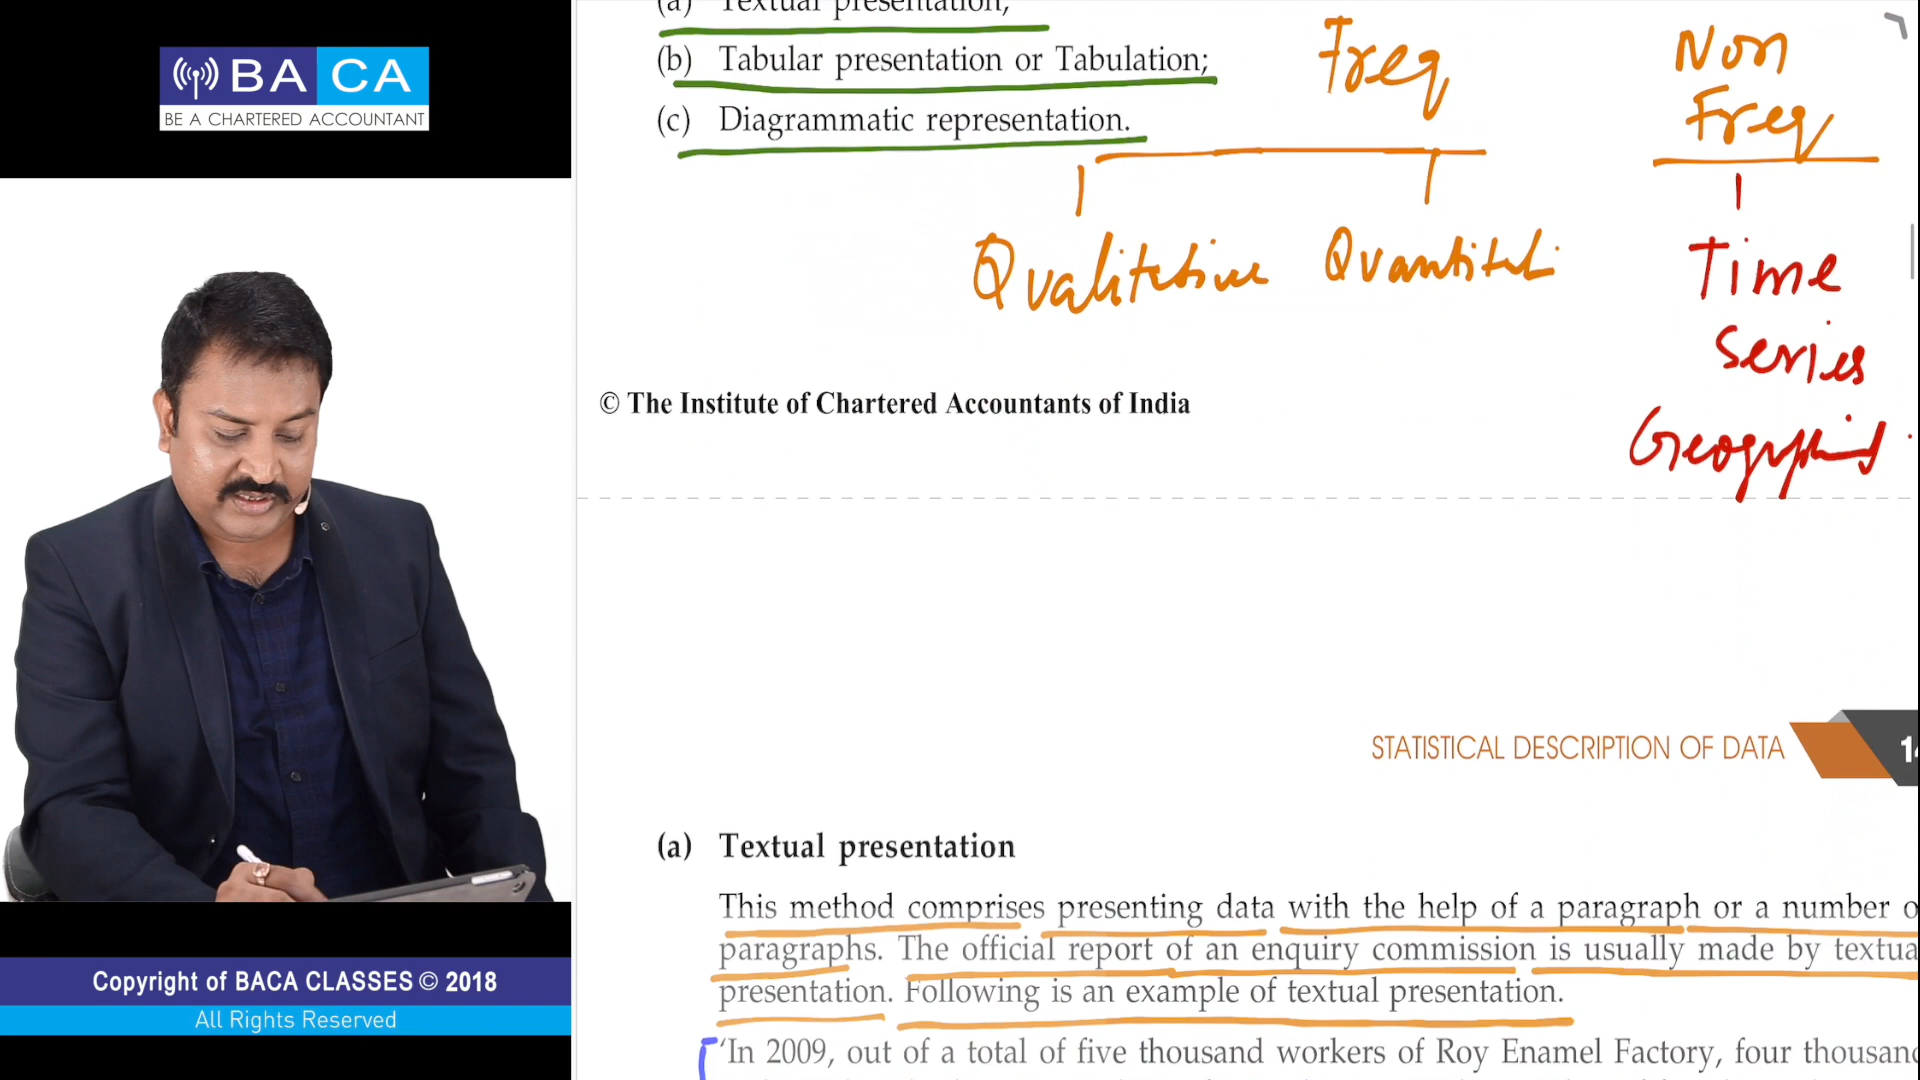 BA CA
BE A CHARTERED ACCOUNTANT
(a) Textual presentation;
(b) Tabular presentation or Tabulation;
(c) Diagrammatic representation.
Freq
Non
Freq
Qualitative
Time
Series
© The Institute of Chartered Accountants of India
STATISTICAL DESCRIPTION OF DATA
(a) Textual presentation
This method comprises presenting data with the help of a paragraph or a number o
paragraphs. The official report of an enquiry commission is usually made by textua
presentation. Following is an example of textual presentation.
‘In 2009, out of a total of five thousand workers of Roy Enamel Factory, four thousan
Copyright of BACA CLASSES © 2018
All Rights Reserved